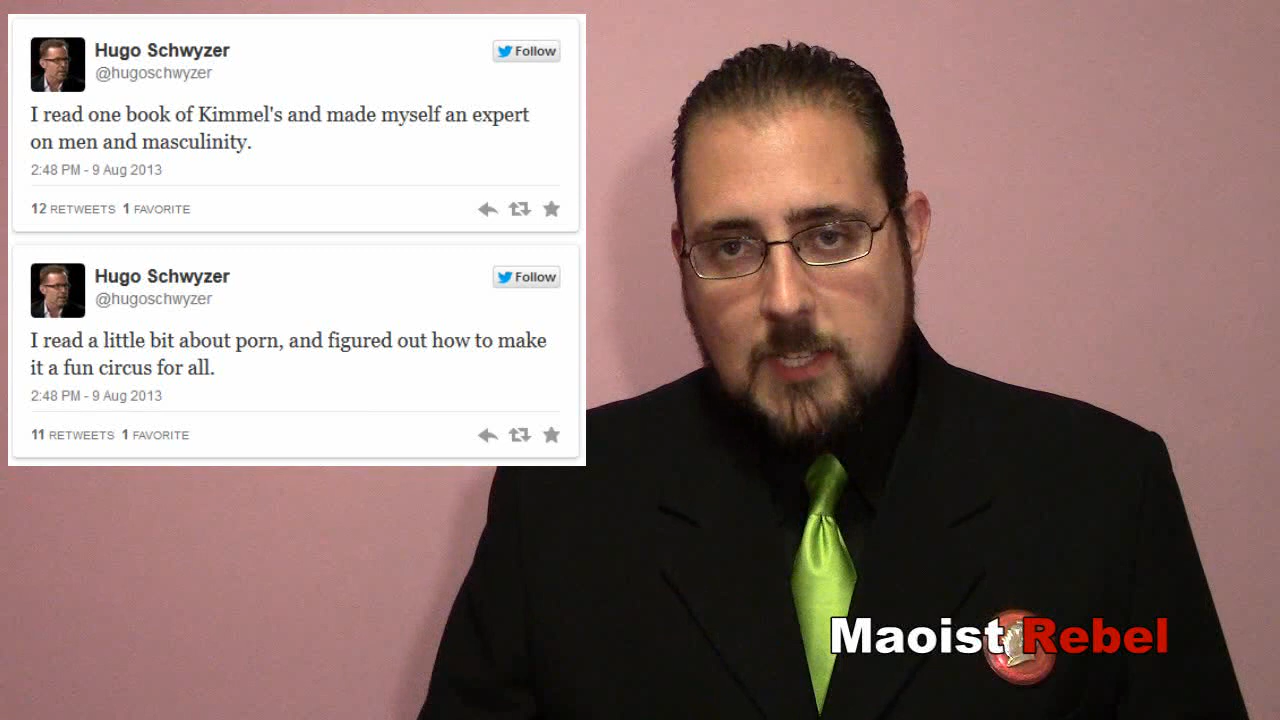 Hugo Schwyzer
@hugoschwyzer
Follow
I read one book of Kimmel's and made myself an expert
on men and masculinity.
2:48 PM - 9 Aug 2013
12 RETWEETS 1 FAVORITE
Hugo Schwyzer
@hugoschwyzer
Follow
I read a little bit about porn, and figured out how to make
it a fun circus for all.
2:48 PM - 9 Aug 2013
11 RETWEETS 1 FAVORITE
Maoist Rebel